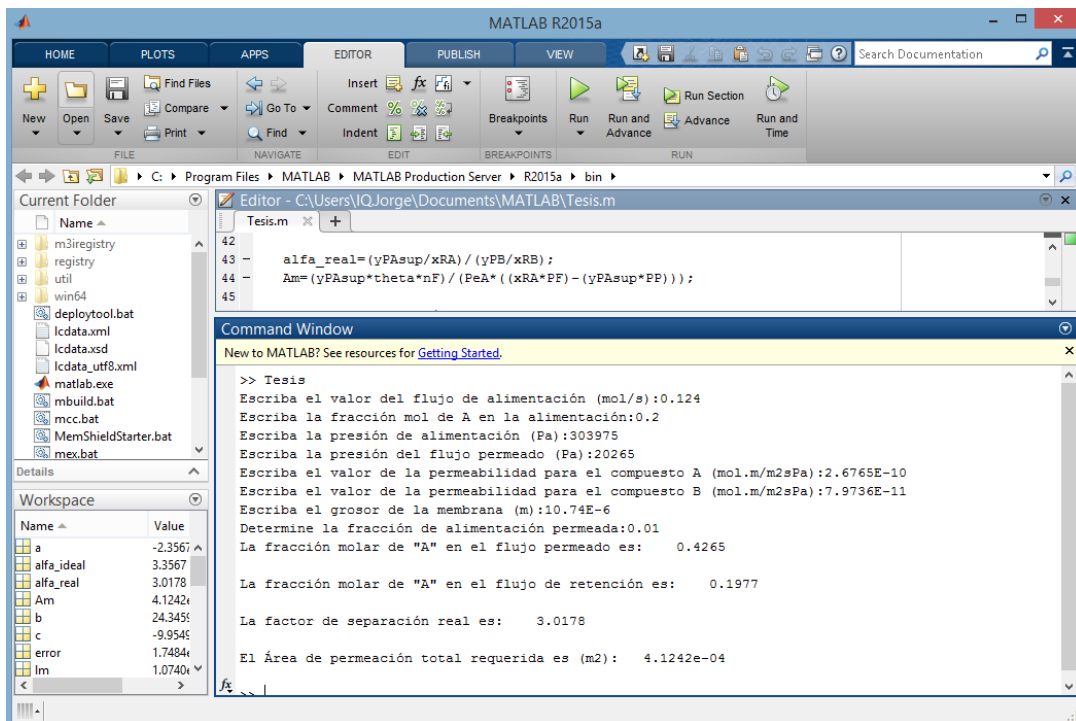 MATLAB R2015a
HOME PLOTS APPS EDITOR PUBLISH VIEW Search Documentation
New Open Save Find Files Compare Print Go To Find Insert fx Comment Indent Breakpoints Run Run and Advance Run Section Advance Run and Time
FILE NAVIGATE EDIT BREAKPOINTS RUN
C: Program Files MATLAB MATLAB Production Server R2015a bin
Current Folder
Name
m3iregistry
registry
util
win64
deploytool.bat
lcdata.xml
lcdata.xsd
lcdata_utf8.xml
matlab.exe
mbuild.bat
mcc.bat
MemShieldStarter.bat
mex.bat
Details
Workspace
Name Value
a -2.3567
alfa_ideal 3.3567
alfa_real 3.0178
Am 4.1242e
b 24.3459
c -9.9549
error 1.7484e
lm 1.0740e
Editor - C:\Users\IQJorge\Documents\MATLAB\Tesis.m
Tesis.m
42
43 - alfa_real=(yPAsup/xRA)/(yPB/xRB);
44 - Am=(yPAsup*theta*nF)/(PeA*((xRA*PF)-(yPAsup*PP)));
45
Command Window
New to MATLAB? See resources for Getting Started.
>> Tesis
Escriba el valor del flujo de alimentación (mol/s):0.124
Escriba la fracción mol de A en la alimentación:0.2
Escriba la presión de alimentación (Pa):303975
Escriba la presión del flujo permeado (Pa):20265
Escriba el valor de la permeabilidad para el compuesto A (mol.m/m2sPa):2.6765E-10
Escriba el valor de la permeabilidad para el compuesto B (mol.m/m2sPa):7.9736E-11
Escriba el grosor de la membrana (m):10.74E-6
Determine la fracción de alimentación permeada:0.01
La fracción molar de "A" en el flujo permeado es: 0.4265
La fracción molar de "A" en el flujo de retención es: 0.1977
La factor de separación real es: 3.0178
El Área de permeación total requerida es (m2): 4.1242e-04
fx >>